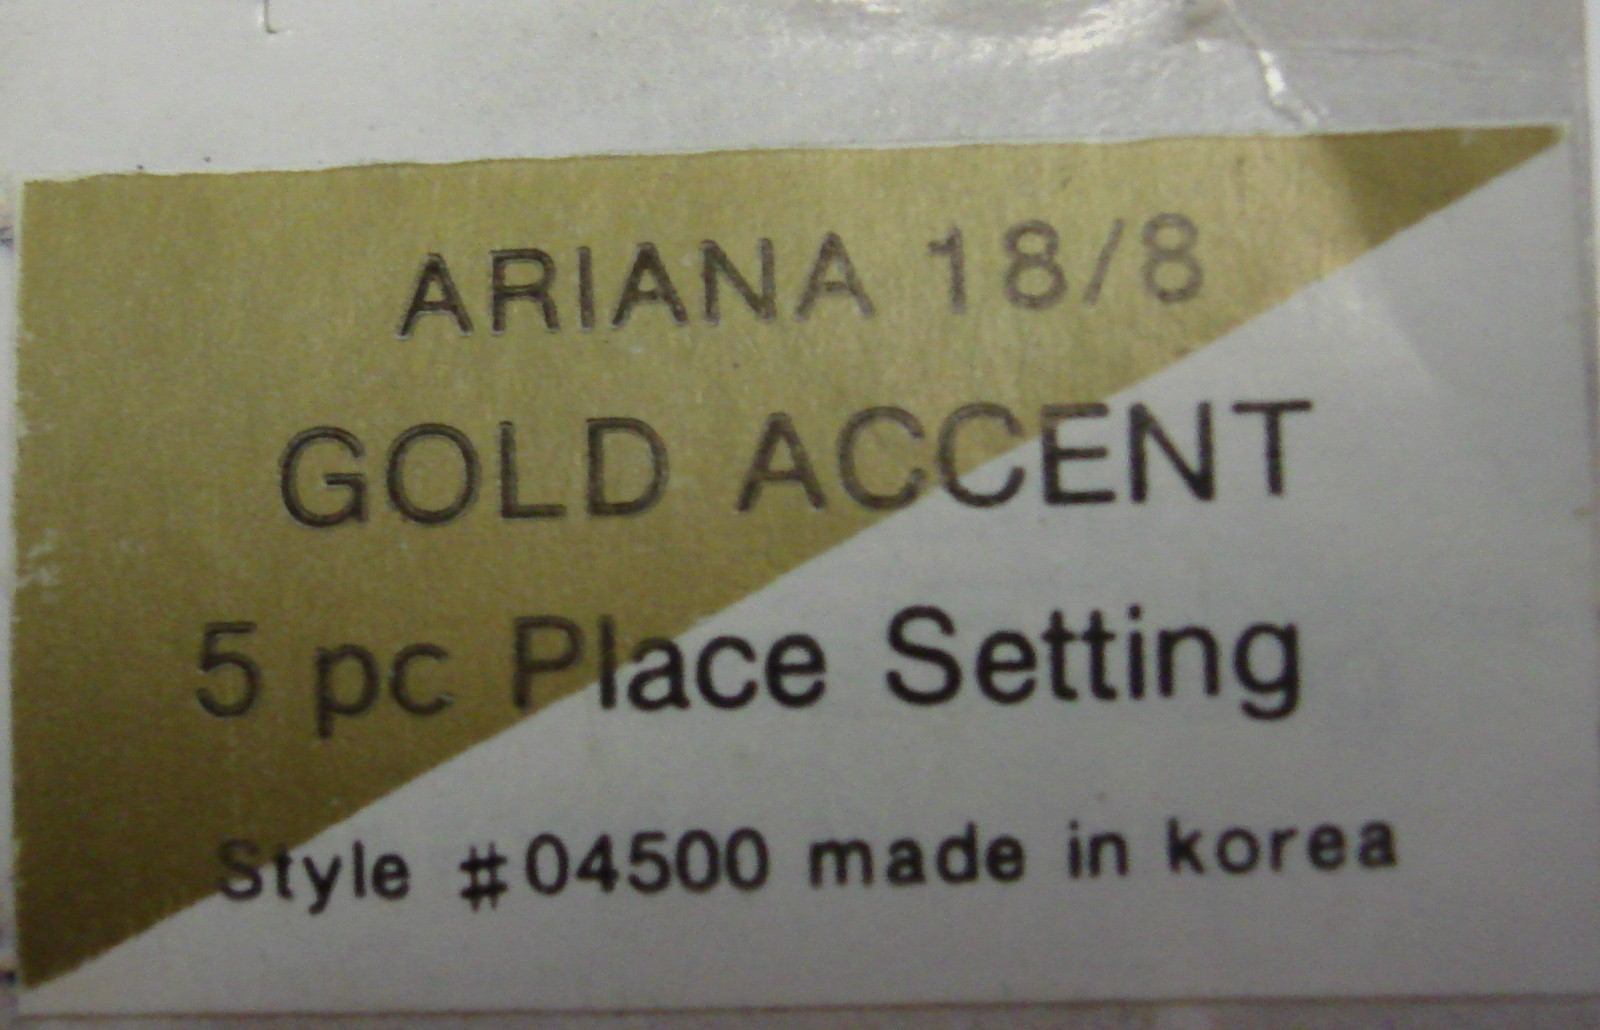 ARIANA 18/8
GOLD ACCENT
5 pc Place Setting
Style #04500 made in korea